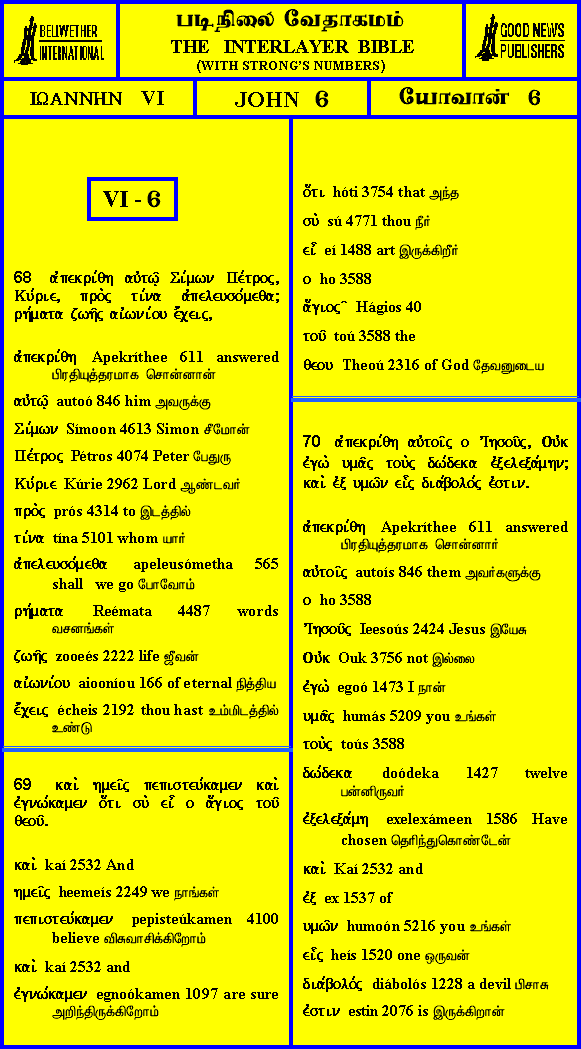 BELLWETHER
INTERNATIONAL
படிநிலை வேதாகமம்
THE INTERLAYER BIBLE
(WITH STRONG'S NUMBERS)
GOOD NEWS
PUBLISHERS
ΙΩΑΝΝΗΝ VI
JOHN 6
யோவான் 6
VI - 6
68 ἀπεκρίθη αὐτῷ Σίμων Πέτρος,
Κύριε, πρὸς τίνα ἀπελευσόμεθα;
ρήματα ζωῆς αἰωνίου ἔχεις,
ἀπεκρίθη Apekríthee 611 answered
பிரதியுத்தரமாக சொன்னான்
αὐτῷ autoó 846 him அவருக்கு
Σίμων Símoon 4613 Simon சீமோன்
Πέτρος Pétros 4074 Peter பேதுரு
Κύριε Kúrie 2962 Lord ஆண்டவர்
πρὸς prós 4314 to இடத்தில்
τίνα tína 5101 whom யார்
ἀπελευσόμεθα apeleusómetha 565
shall we go போவோம்
ρήματα Reémata 4487 words
வசனங்கள்
ζωῆς zooeés 2222 life ஜீவன்
αἰωνίου aiooníou 166 of eternal நித்திய
ἔχεις écheis 2192 thou hast உம்மிடத்தில்
உண்டு
69 καὶ ημεῖς πεπιστεύκαμεν καὶ
ἐγνώκαμεν ὅτι σὺ εἶ ο ἅγιος τοῦ
θεοῦ.
καὶ kaí 2532 And
ημεῖς heemeís 2249 we நாங்கள்
πεπιστεύκαμεν pepisteúkamen 4100
believe விசுவாசிக்கிறோம்
καὶ kaí 2532 and
ἐγνώκαμεν egnoókamen 1097 are sure
அறிந்திருக்கிறோம்
ὅτι hóti 3754 that அந்த
σὺ sú 4771 thou நீர்
εἶ eí 1488 art இருக்கிறீர்
ο ho 3588
ἅγιος Hágios 40
τοῦ toú 3588 the
θεου Theoú 2316 of God தேவனுடைய
70 ἀπεκρίθη αὐτοῖς ο Ἰησοῦς, Οὐκ
ἐγὼ υμᾶς τοὺς δώδεκα ἐξελεξάμην;
καὶ ἐξ υμῶν εἷς διάβολός ἐστιν.
ἀπεκρίθη Apekríthee 611 answered
பிரதியுத்தரமாக சொன்னார்
αὐτοῖς autoís 846 them அவர்களுக்கு
ο ho 3588
Ἰησοῦς Ieesoús 2424 Jesus இயேசு
Οὐκ Ouk 3756 not இல்லை
ἐγὼ egoó 1473 I நான்
υμᾶς humás 5209 you உங்கள்
τοὺς toús 3588
δώδεκα doódeka 1427 twelve
பன்னிருவர்
ἐξελεξάμη exelexámeen 1586 Have
chosen தெரிந்துகொண்டேன்
καὶ Kaí 2532 and
ἐξ ex 1537 of
υμῶν humoón 5216 you உங்கள்
εἷς heís 1520 one ஒருவன்
διάβολός diábolós 1228 a devil பிசாசு
ἐστιν estin 2076 is இருக்கிறான்